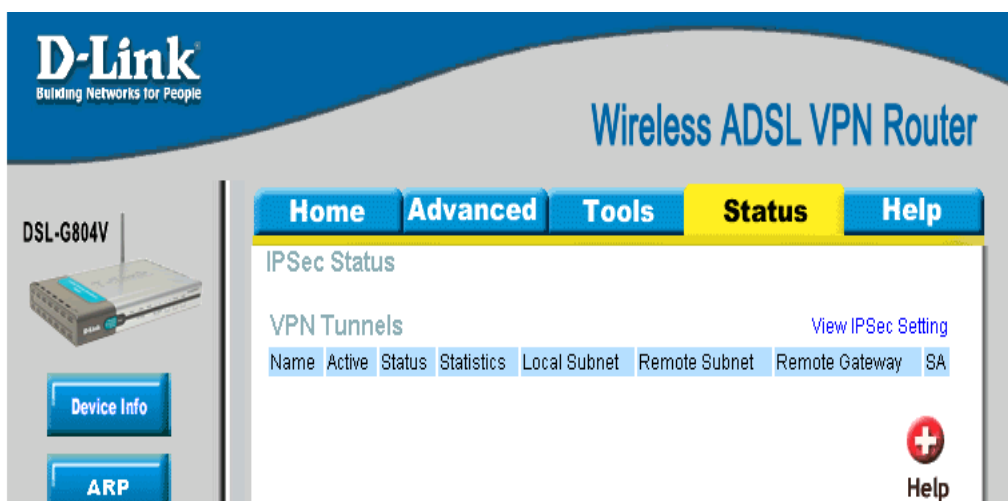 D-Link
Building Networks for People
Wireless ADSL VPN Router
DSL-G804V
Home Advanced Tools Status Help
IPSec Status
VPN Tunnels View IPSec Setting
Name Active Status Statistics Local Subnet Remote Subnet Remote Gateway SA
Device Info
ARP
Help